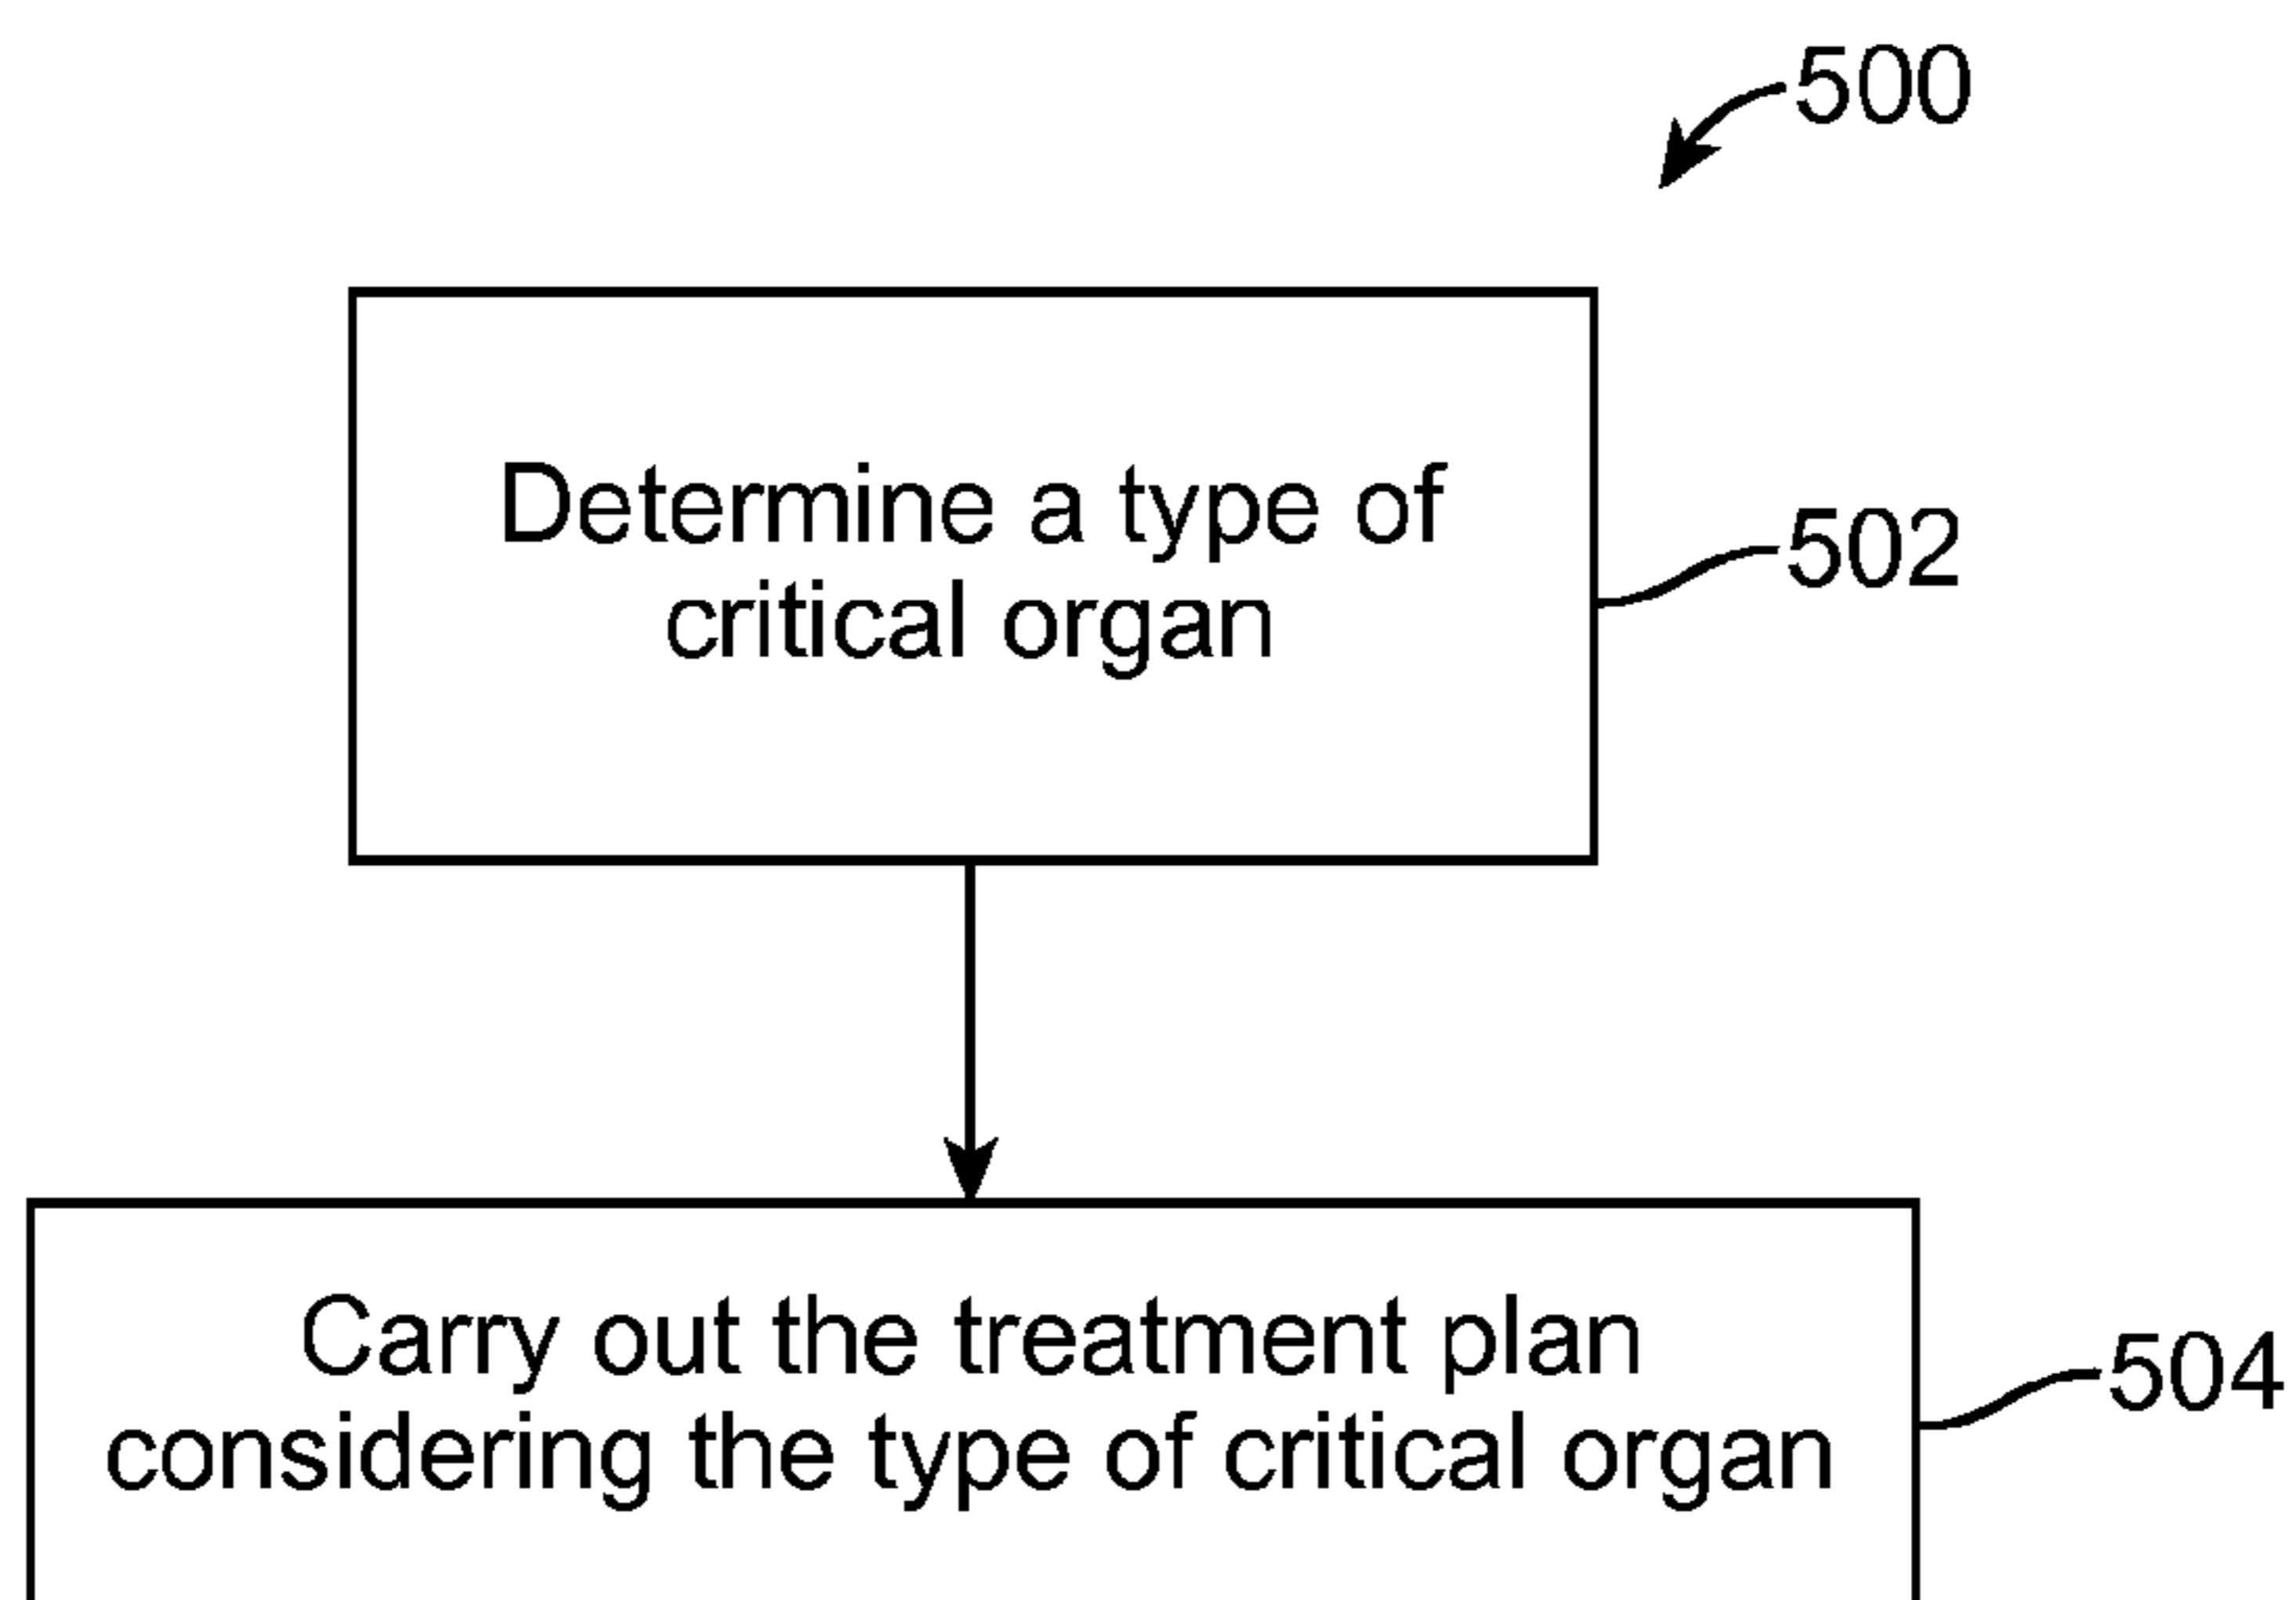 500
Determine a type of
critical organ
502
Carry out the treatment plan
considering the type of critical organ
504